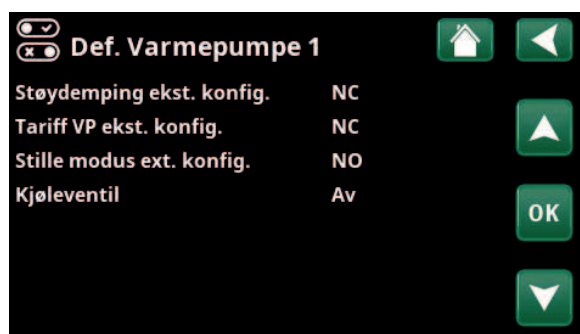 Def. Varmepumpe 1
Støydemping ekst. konfig. NC
Tariff VP ekst. konfig. NC
Stille modus ext. konfig. NO
Kjøleventil Av
OK